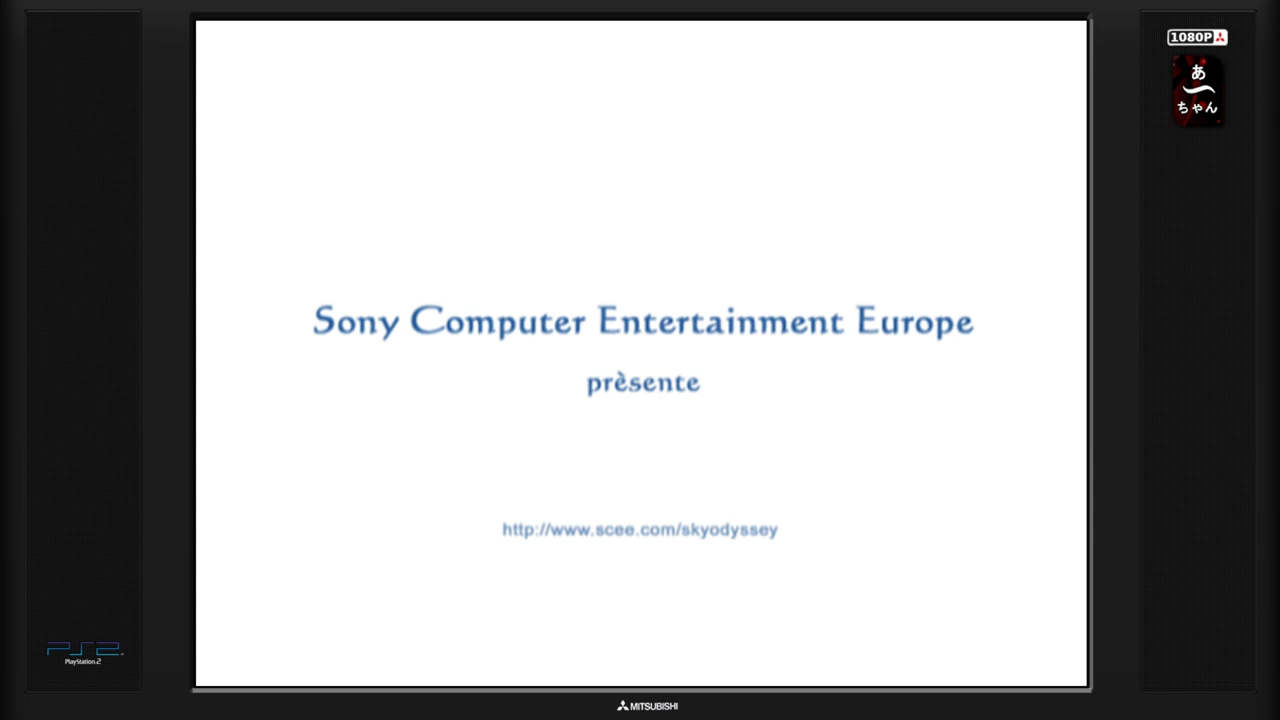 1080P
あ
ー
ちゃん
Sony Computer Entertainment Europe
prèsente
http://www.scee.com/skyodyssey
PS2
PlayStation.2
MITSUBISHI